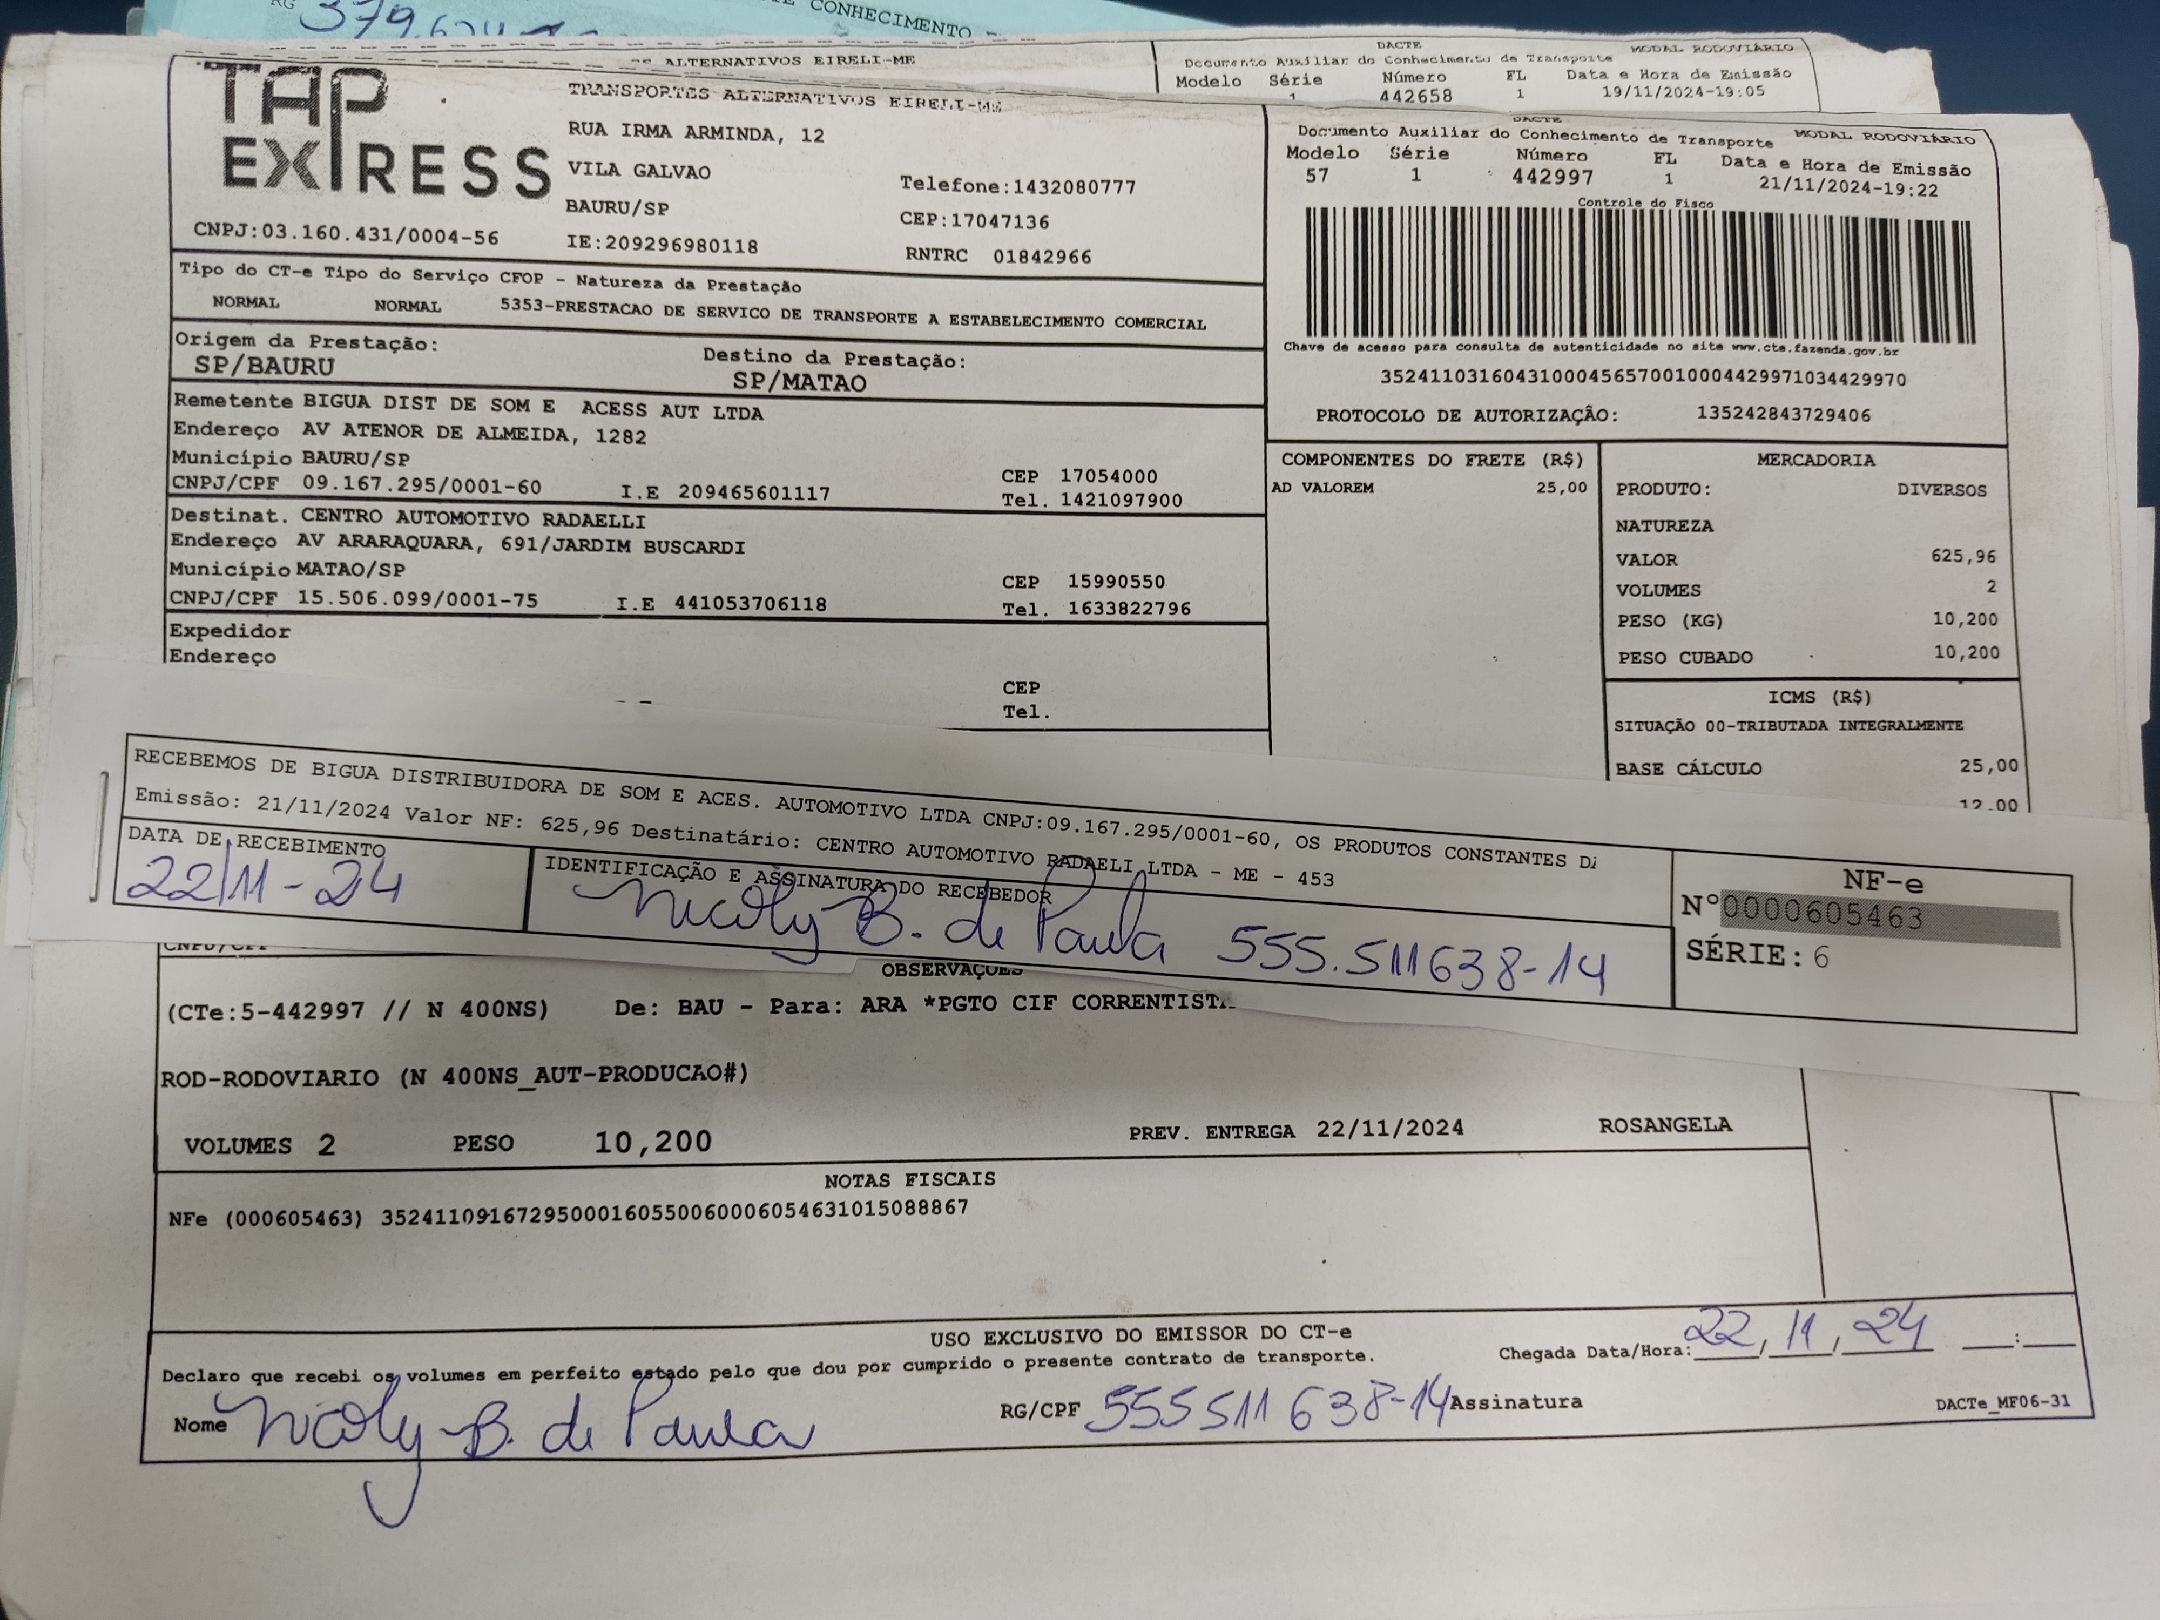 RG 379.624
CONHECIMENTO
ALTERNATIVOS EIRELI-ME
DACTE
Documento Auxiliar do Conhecimento de Transporte
MODAL RODOVIÁRIO
Modelo Série Número FL Data e Hora de Emissão
1 442658 1 19/11/2024-19:05
TAP EXPRESS
TRANSPORTES ALTERNATIVOS EIRELI-ME
RUA IRMA ARMINDA, 12
VILA GALVAO
BAURU/SP
IE:209296980118
Telefone:1432080777
CEP:17047136
RNTRC 01842966
CNPJ:03.160.431/0004-56
DACTE
Documento Auxiliar do Conhecimento de Transporte
MODAL RODOVIÁRIO
Modelo Série Número FL Data e Hora de Emissão
57 1 442997 1 21/11/2024-19:22
Controle do Fisco
Chave de acesso para consulta de autenticidade no site www.cte.fazenda.gov.br
35241103160431000456570010004429971034429970
PROTOCOLO DE AUTORIZAÇÃO: 135242843729406
Tipo do CT-e Tipo do Serviço CFOP - Natureza da Prestação
NORMAL NORMAL 5353-PRESTACAO DE SERVICO DE TRANSPORTE A ESTABELECIMENTO COMERCIAL
Origem da Prestação: Destino da Prestação:
SP/BAURU SP/MATAO
Remetente BIGUA DIST DE SOM E ACESS AUT LTDA
Endereço AV ATENOR DE ALMEIDA, 1282
Município BAURU/SP CEP 17054000
CNPJ/CPF 09.167.295/0001-60 I.E 209465601117 Tel. 1421097900
Destinat. CENTRO AUTOMOTIVO RADAELLI
Endereço AV ARARAQUARA, 691/JARDIM BUSCARDI
Município MATAO/SP CEP 15990550
CNPJ/CPF 15.506.099/0001-75 I.E 441053706118 Tel. 1633822796
Expedidor
Endereço
CEP
Tel.
COMPONENTES DO FRETE (R$)
AD VALOREM 25,00
MERCADORIA
PRODUTO: DIVERSOS
NATUREZA
VALOR 625,96
VOLUMES 2
PESO (KG) 10,200
PESO CUBADO 10,200
ICMS (R$)
SITUAÇÃO 00-TRIBUTADA INTEGRALMENTE
BASE CÁLCULO 25,00
12,00
RECEBEMOS DE BIGUA DISTRIBUIDORA DE SOM E ACES. AUTOMOTIVO LTDA CNPJ:09.167.295/0001-60, OS PRODUTOS CONSTANTES
Emissão: 21/11/2024 Valor NF: 625,96 Destinatário: CENTRO AUTOMOTIVO RADAELI LTDA - ME - 453
DATA DE RECEBIMENTO
22/11-24
IDENTIFICAÇÃO E ASSINATURA DO RECEBEDOR
Nicoly B. de Paula 555.511638-14
NF-e
N°0000605463
SÉRIE: 6
CNPJ/CPF
OBSERVAÇÕES
(CTe:5-442997 // N 400NS) De: BAU - Para: ARA *PGTO CIF CORRENTISTA
ROD-RODOVIARIO (N 400NS_AUT-PRODUCAO#)
VOLUMES 2 PESO 10,200 PREV. ENTREGA 22/11/2024 ROSANGELA
NOTAS FISCAIS
NFe (000605463) 35241109167295000160550060006054631015088867
USO EXCLUSIVO DO EMISSOR DO CT-e
Declaro que recebi os volumes em perfeito estado pelo que dou por cumprido o presente contrato de transporte.
Chegada Data/Hora: 22, 11, 24 :
Nome Nicoly B. de Paula RG/CPF 555511638-14 Assinatura
DACTe_MF06-31